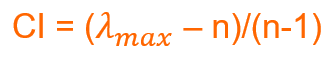 CI = (λmax – n)/(n-1)